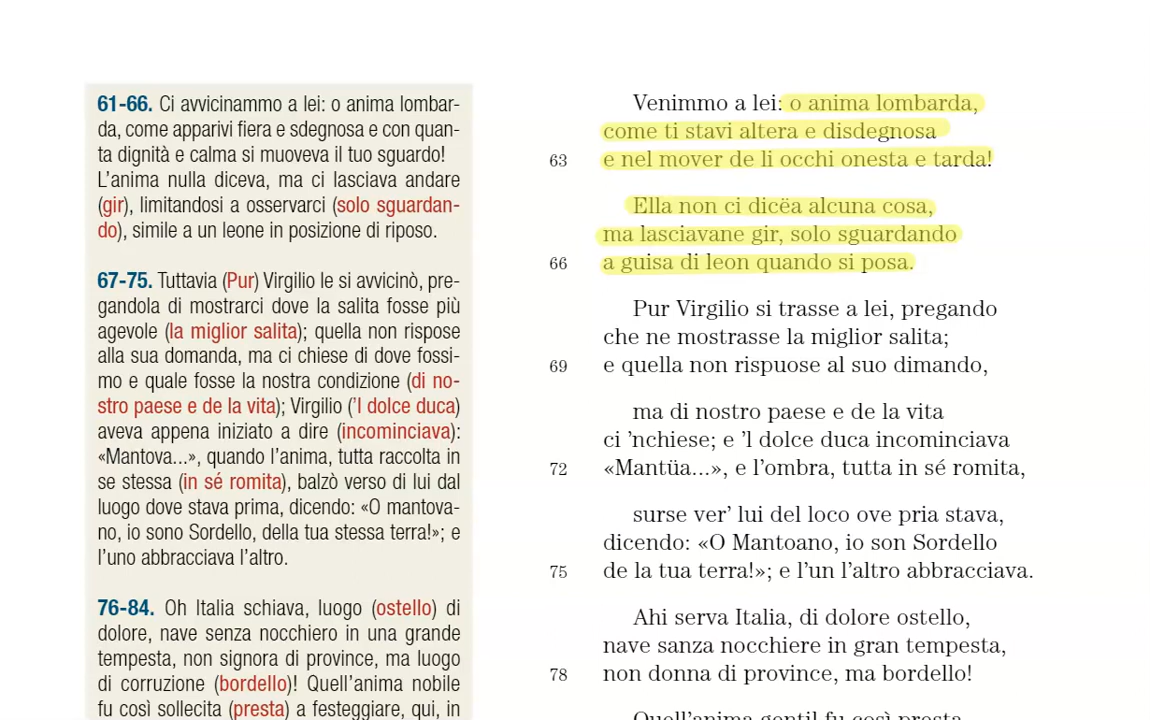 61-66. Ci avvicinammo a lei: o anima lombar-
da, come apparivi fiera e sdegnosa e con quan-
ta dignità e calma si muoveva il tuo sguardo!
L'anima nulla diceva, ma ci lasciava andare
(gir), limitandosi a osservarci (solo sguardan-
do), simile a un leone in posizione di riposo.
67-75. Tuttavia (Pur) Virgilio le si avvicinò, pre-
gandola di mostrarci dove la salita fosse più
agevole (la miglior salita); quella non rispose
alla sua domanda, ma ci chiese di dove fossi-
mo e quale fosse la nostra condizione (di no-
stro paese e de la vita); Virgilio ('l dolce duca)
aveva appena iniziato a dire (incominciava):
«Mantova...», quando l'anima, tutta raccolta in
se stessa (in sé romita), balzò verso di lui dal
luogo dove stava prima, dicendo: «O mantova-
no, io sono Sordello, della tua stessa terra!»; e
l'uno abbracciava l'altro.
76-84. Oh Italia schiava, luogo (ostello) di
dolore, nave senza nocchiero in una grande
tempesta, non signora di province, ma luogo
di corruzione (bordello)! Quell'anima nobile
fu così sollecita (presta) a festeggiare, qui, in
Venimmo a lei: o anima lombarda,
come ti stavi altera e disdegnosa
63 e nel mover de li occhi onesta e tarda!
Ella non ci dicëa alcuna cosa,
ma lasciavane gir, solo sguardando
66 a guisa di leon quando si posa.
Pur Virgilio si trasse a lei, pregando
che ne mostrasse la miglior salita;
69 e quella non rispuose al suo dimando,
ma di nostro paese e de la vita
ci 'nchiese; e 'l dolce duca incominciava
72 «Mantüa...», e l'ombra, tutta in sé romita,
surse ver' lui del loco ove pria stava,
dicendo: «O Mantoano, io son Sordello
75 de la tua terra!»; e l'un l'altro abbracciava.
Ahi serva Italia, di dolore ostello,
nave sanza nocchiere in gran tempesta,
78 non donna di province, ma bordello!
Quell'anima gentil fu così presta